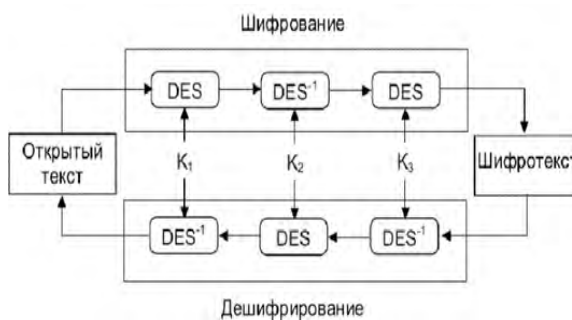 Шифрование
DES DES⁻¹ DES
Открытый
текст
K₁ K₂ K₃
Шифротекст
DES⁻¹ DES DES⁻¹
Дешифрирование